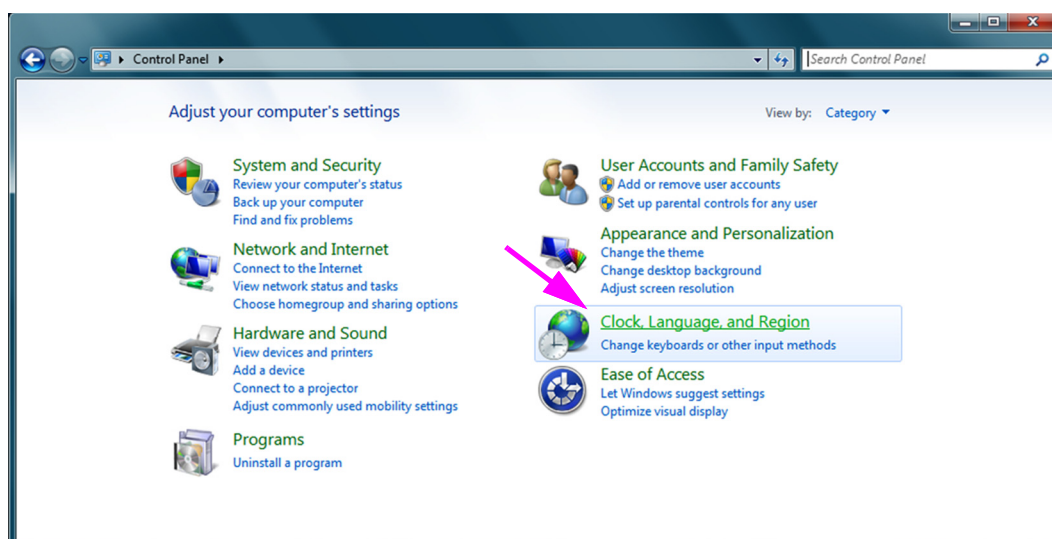 Control Panel
Search Control Panel
Adjust your computer's settings
View by: Category
System and Security
Review your computer's status
Back up your computer
Find and fix problems
Network and Internet
Connect to the Internet
View network status and tasks
Choose homegroup and sharing options
Hardware and Sound
View devices and printers
Add a device
Connect to a projector
Adjust commonly used mobility settings
Programs
Uninstall a program
User Accounts and Family Safety
Add or remove user accounts
Set up parental controls for any user
Appearance and Personalization
Change the theme
Change desktop background
Adjust screen resolution
Clock, Language, and Region
Change keyboards or other input methods
Ease of Access
Let Windows suggest settings
Optimize visual display